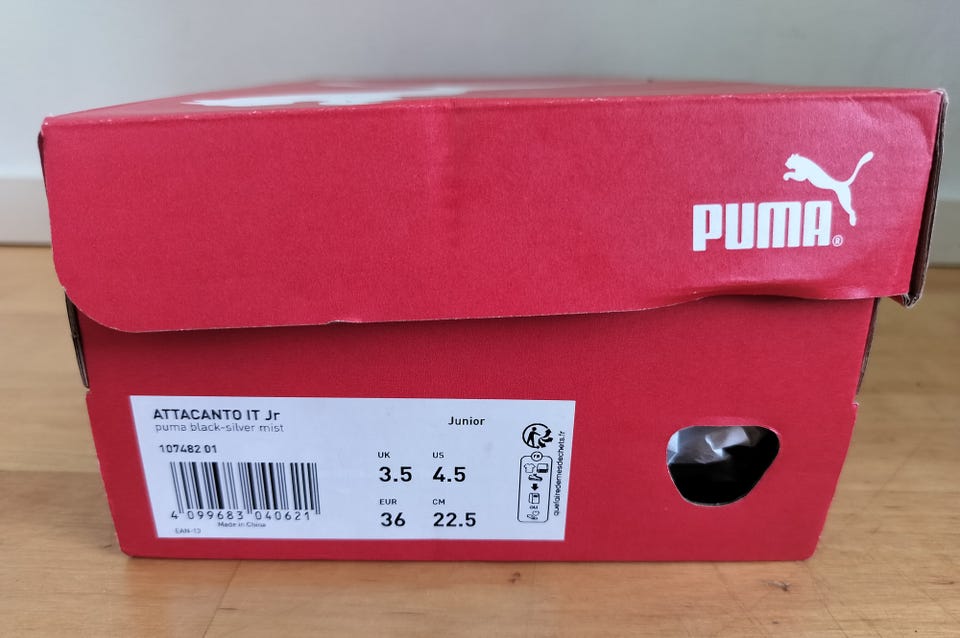 PUMA®
ATTACANTO IT Jr
puma black-silver mist
Junior
107482 01
UK US
3.5 4.5
EUR CM
36 22.5
4 099683 040621
Made in China
EAN-13
FR
quefairedemesdechets.fr